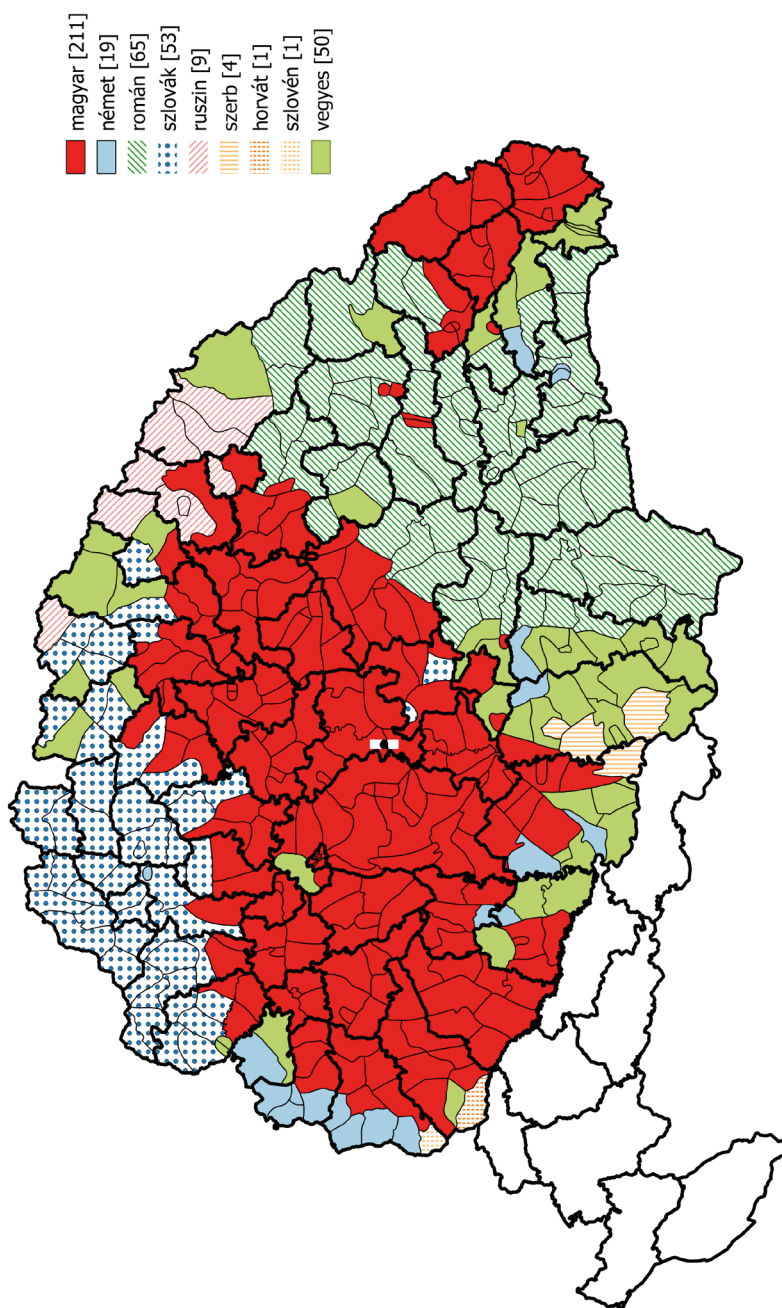 magyar [211]
német [19]
román [65]
szlovák [53]
ruszin [9]
szerb [4]
horvát [1]
szlovén [1]
vegyes [50]